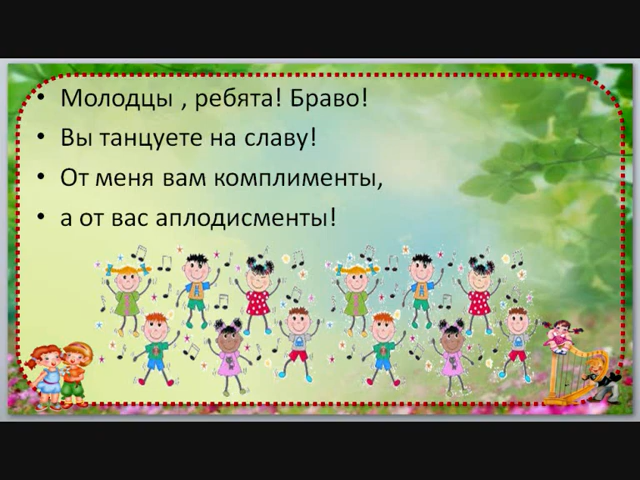 • Молодцы , ребята! Браво!
• Вы танцуете на славу!
• От меня вам комплименты,
• а от вас аплодисменты!